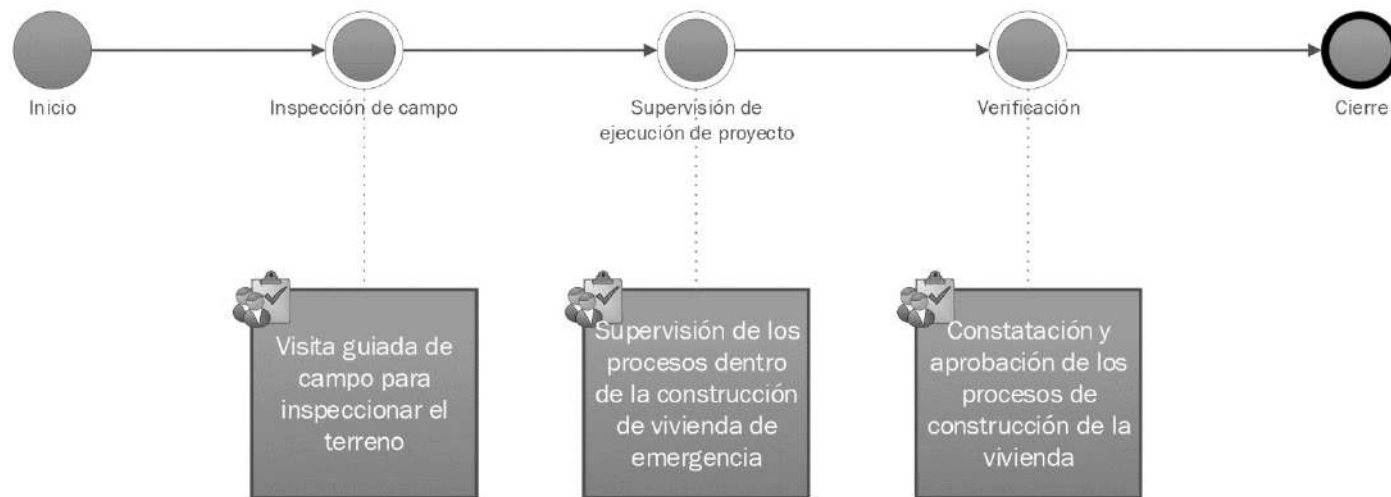 Inicio
Inspección de campo
Supervisión de
ejecución de proyecto
Verificación
Cierre
Visita guiada de
campo para
inspeccionar el
terreno
Supervisión de los
procesos dentro
de la construcción
de vivienda de
emergencia
Constatación y
aprobación de los
procesos de
construcción de la
vivienda